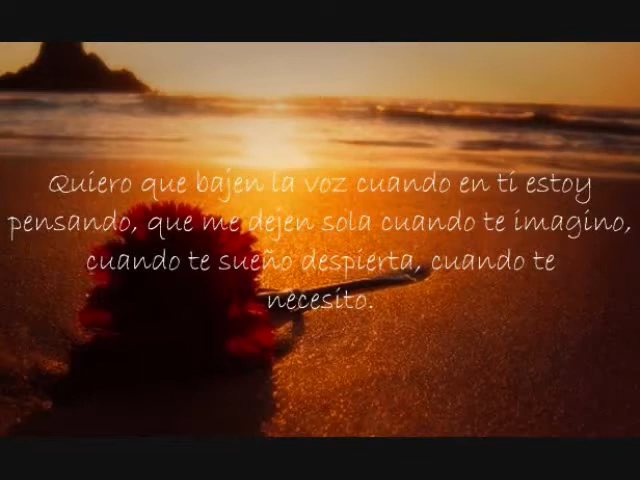 Quiero que bajen la voz cuando en ti estoy
pensando, que me dejen sola cuando te imagino,
cuando te sueño despierta, cuando te
necesito.